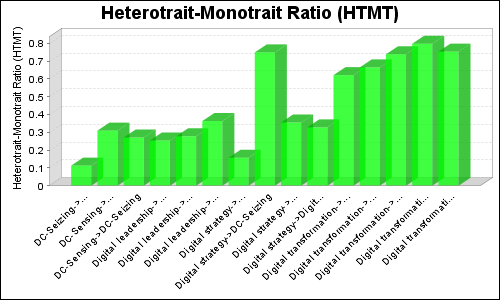 Heterotrait-Monotrait Ratio (HTMT)
Heterotrait-Monotrait Ratio (HTMT)
0.8
0.7
0.6
0.5
0.4
0.3
0.2
0.1
0
DC-Seizing->...
DC-Sensing->...
DC-Sensing->DC-Seizing
Digital leadership->...
Digital leadership->...
Digital leadership->...
Digital strategy->...
Digital strategy->DC-Seizing
Digital strategy->...
Digital strategy->Digit...
Digital transformation->...
Digital transformation->...
Digital transformation->...
Digital transformati...
Digital transformati...